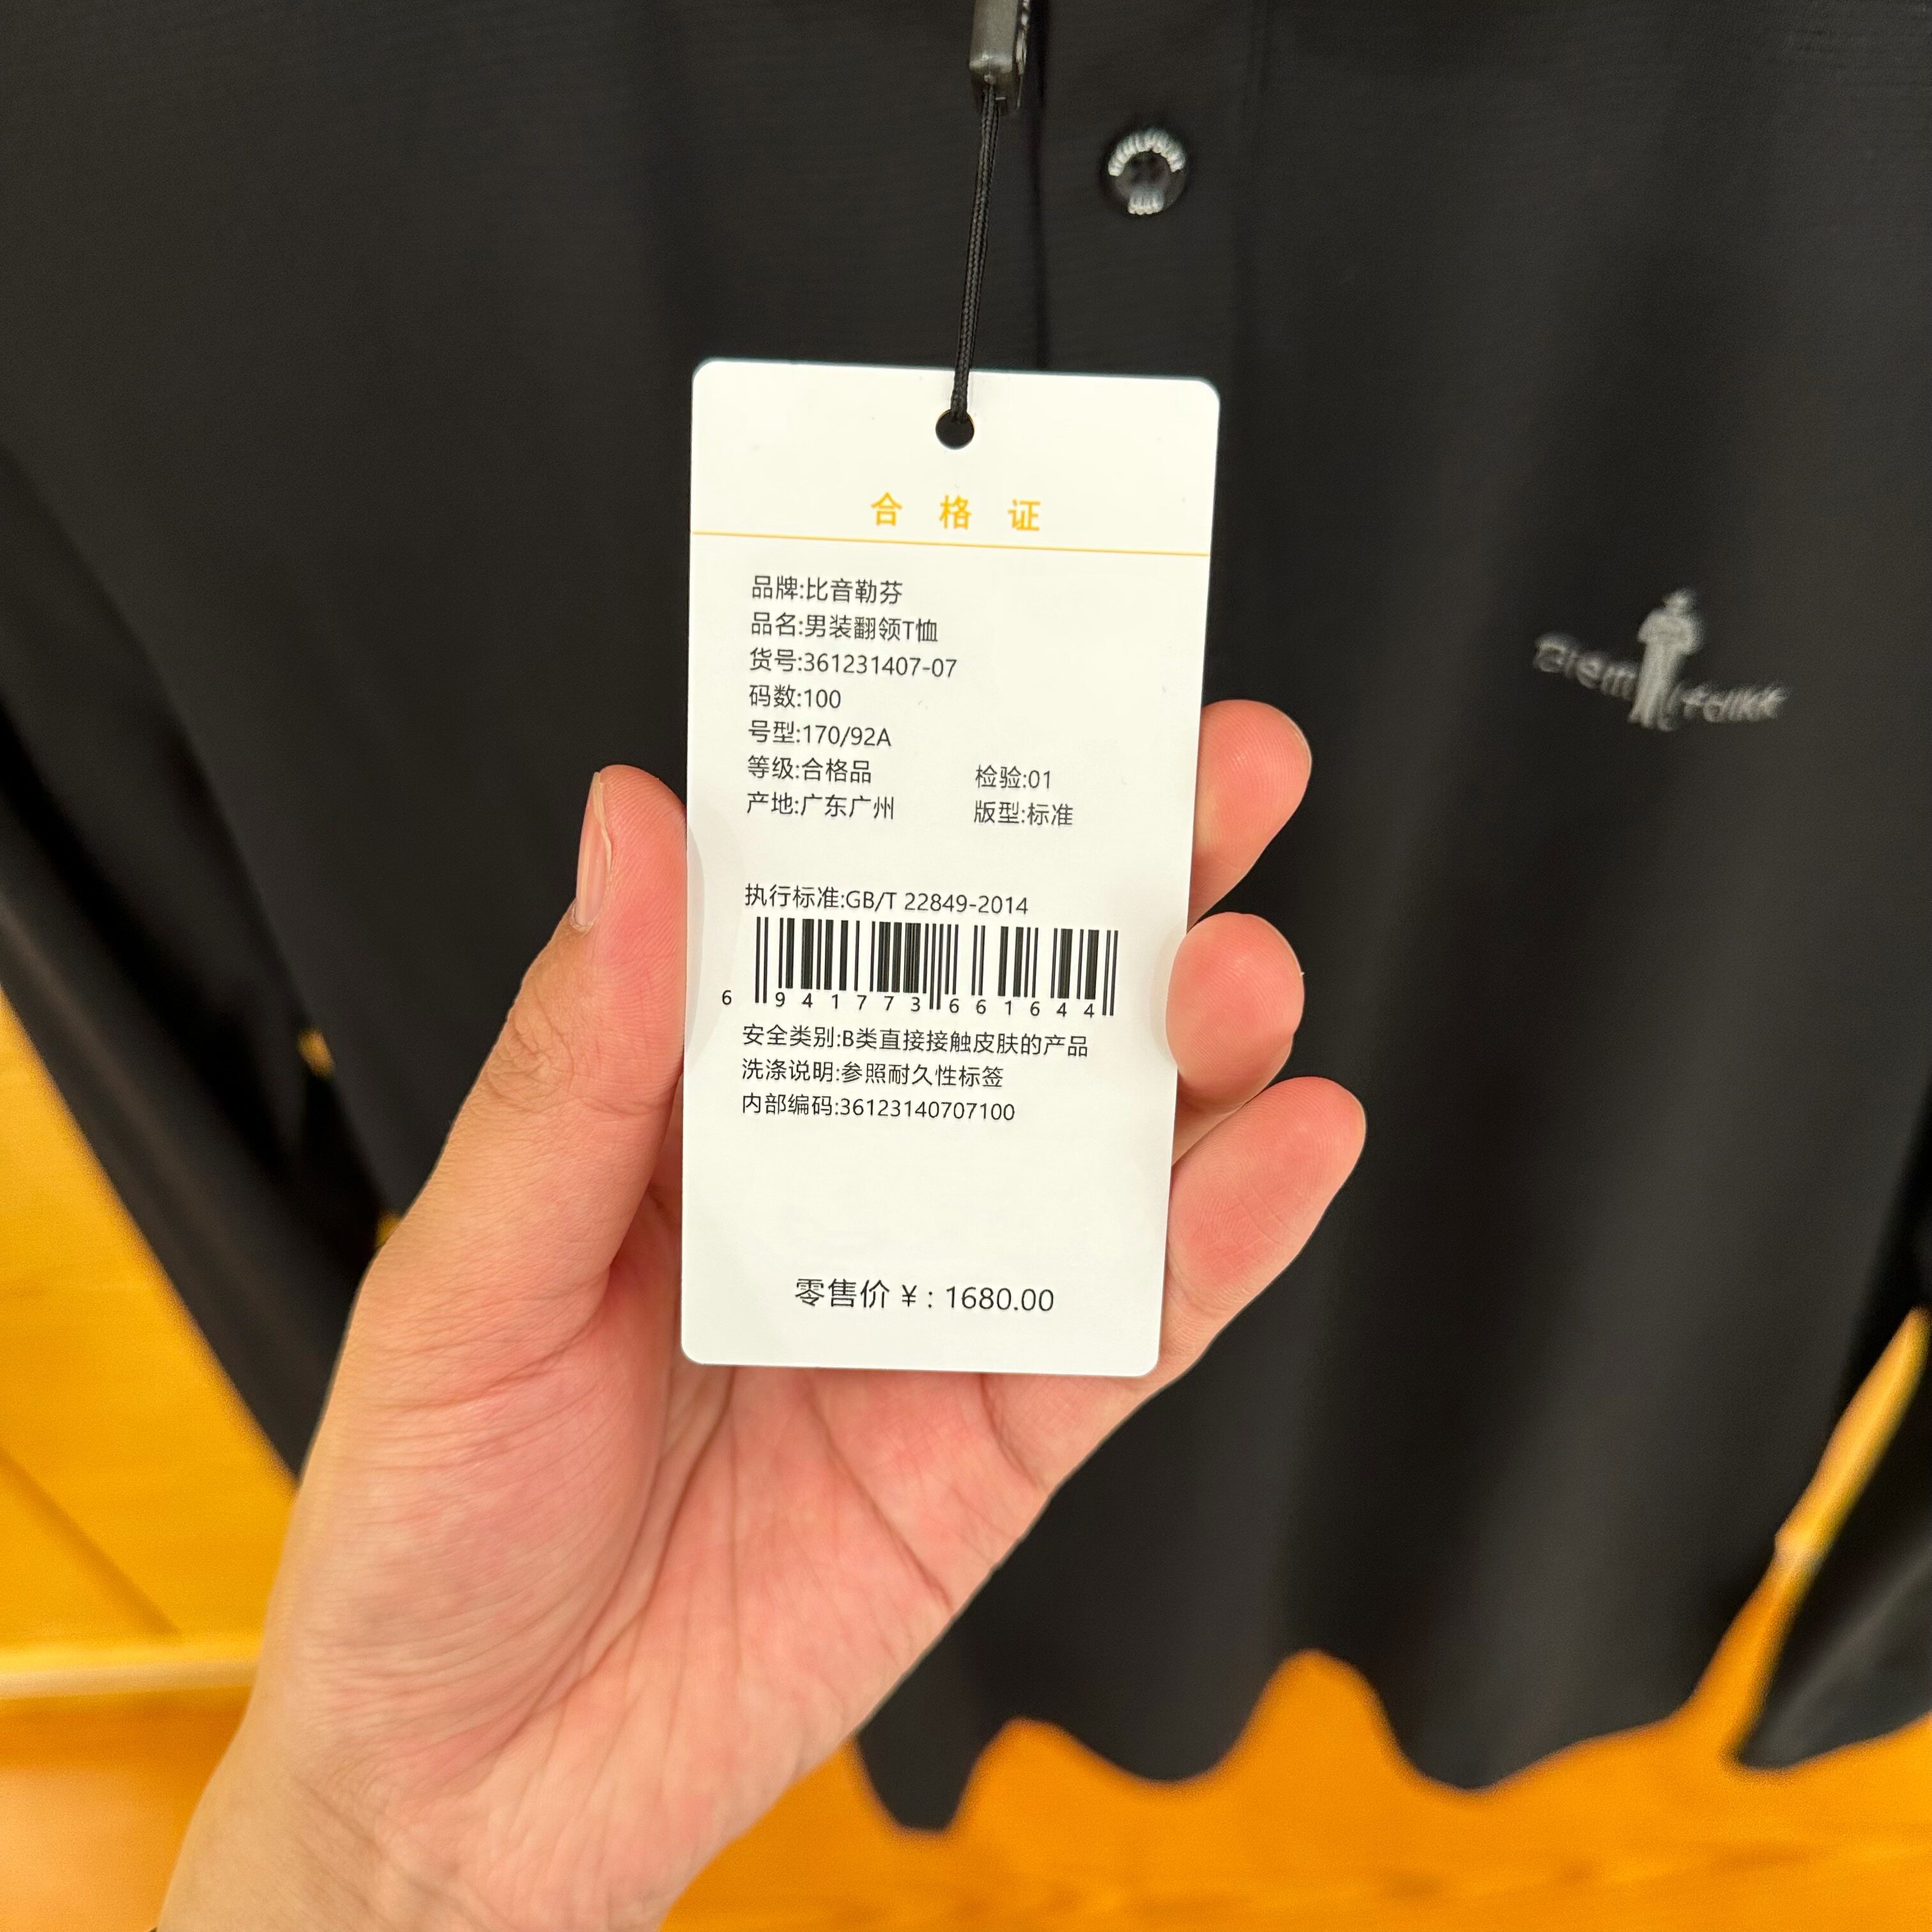 合格证
品牌:比音勒芬
品名:男装翻领T恤
货号:361231407-07
码数:100
号型:170/92A
等级:合格品 检验:01
产地:广东广州 版型:标准
执行标准:GB/T 22849-2014
6 941773 661644
安全类别:B类直接接触皮肤的产品
洗涤说明:参照耐久性标签
内部编码:36123140707100
零售价¥: 1680.00